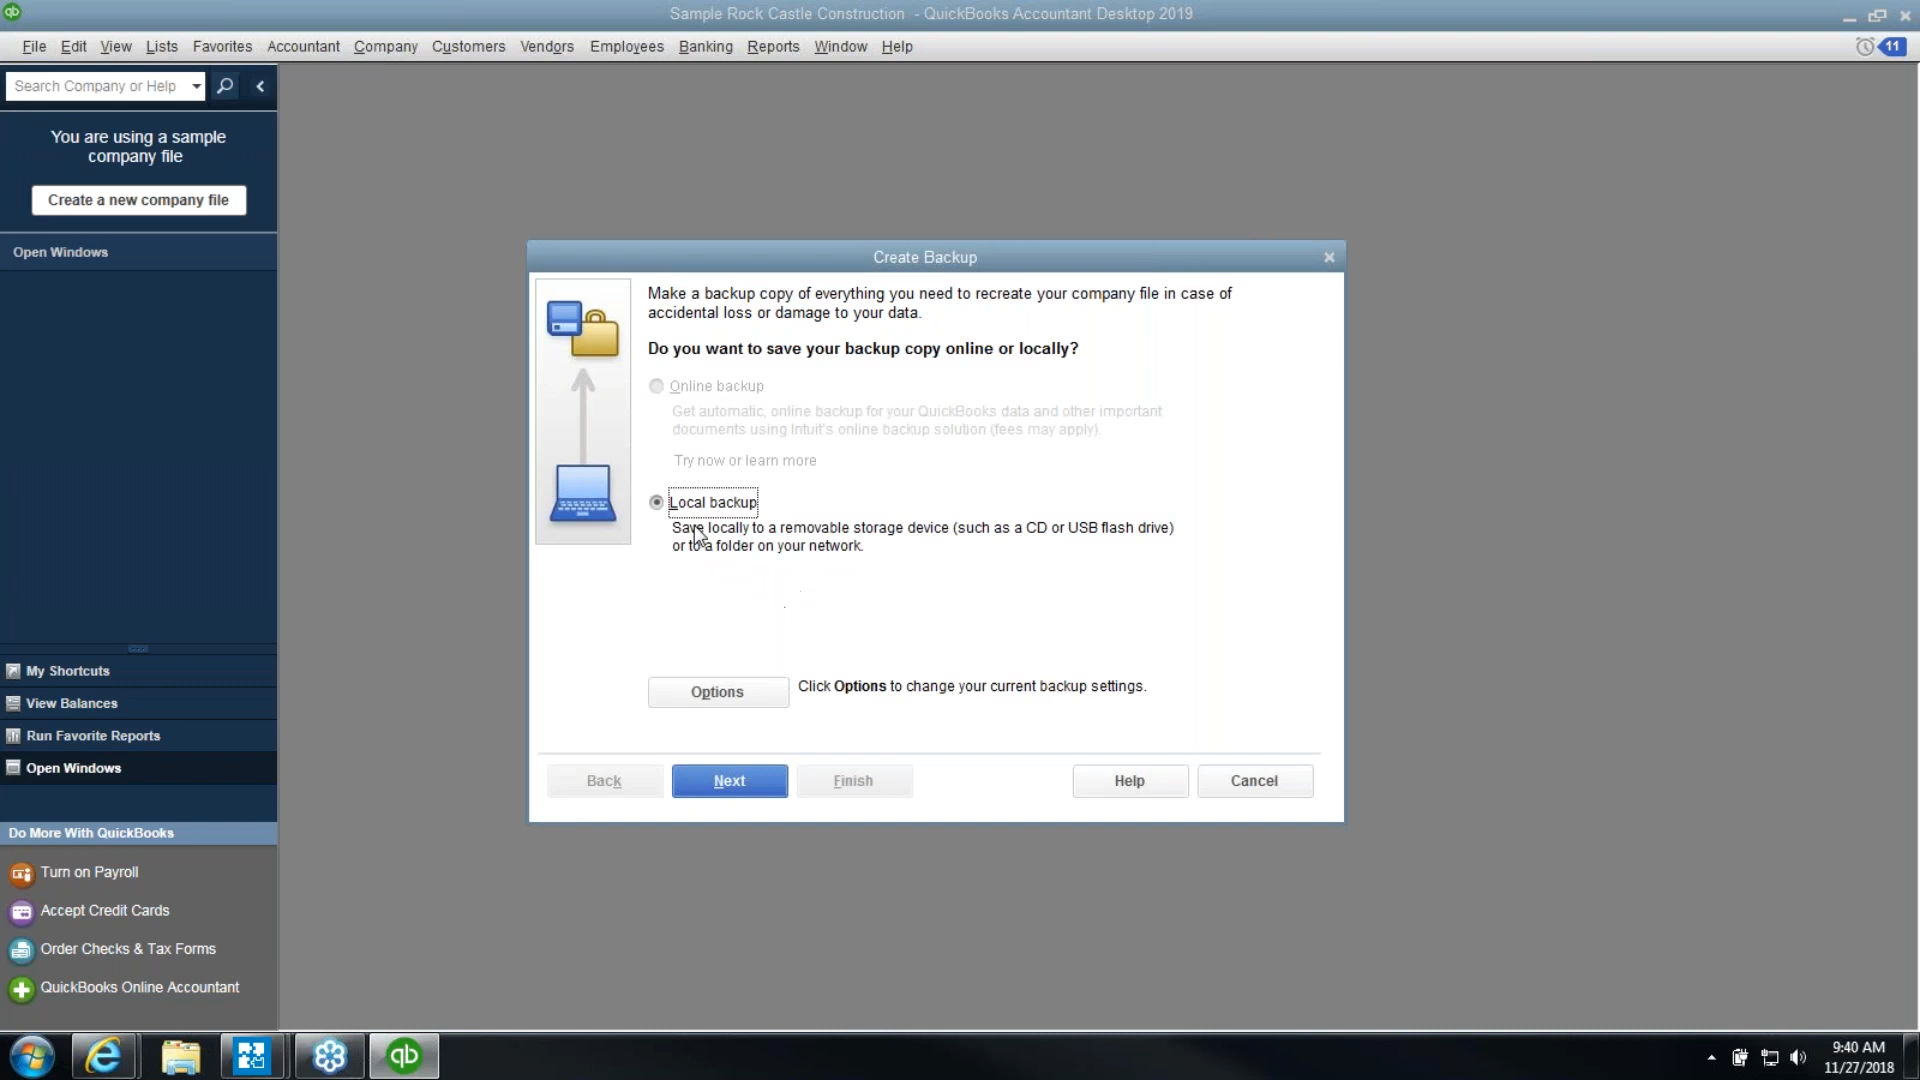 qb
Sample Rock Castle Construction - QuickBooks Accountant Desktop 2019
File Edit View Lists Favorites Accountant Company Customers Vendors Employees Banking Reports Window Help
11
Search Company or Help
You are using a sample
company file
Create a new company file
Open Windows
Create Backup
Make a backup copy of everything you need to recreate your company file in case of
accidental loss or damage to your data.
Do you want to save your backup copy online or locally?
Online backup
Get automatic, online backup for your QuickBooks data and other important
documents using Intuit's online backup solution (fees may apply).
Try now or learn more
Local backup
Save locally to a removable storage device (such as a CD or USB flash drive)
or to a folder on your network.
Options
Click Options to change your current backup settings.
Back
Next
Finish
Help
Cancel
My Shortcuts
View Balances
Run Favorite Reports
Open Windows
Do More With QuickBooks
Turn on Payroll
Accept Credit Cards
Order Checks & Tax Forms
QuickBooks Online Accountant
qb
9:40 AM
11/27/2018